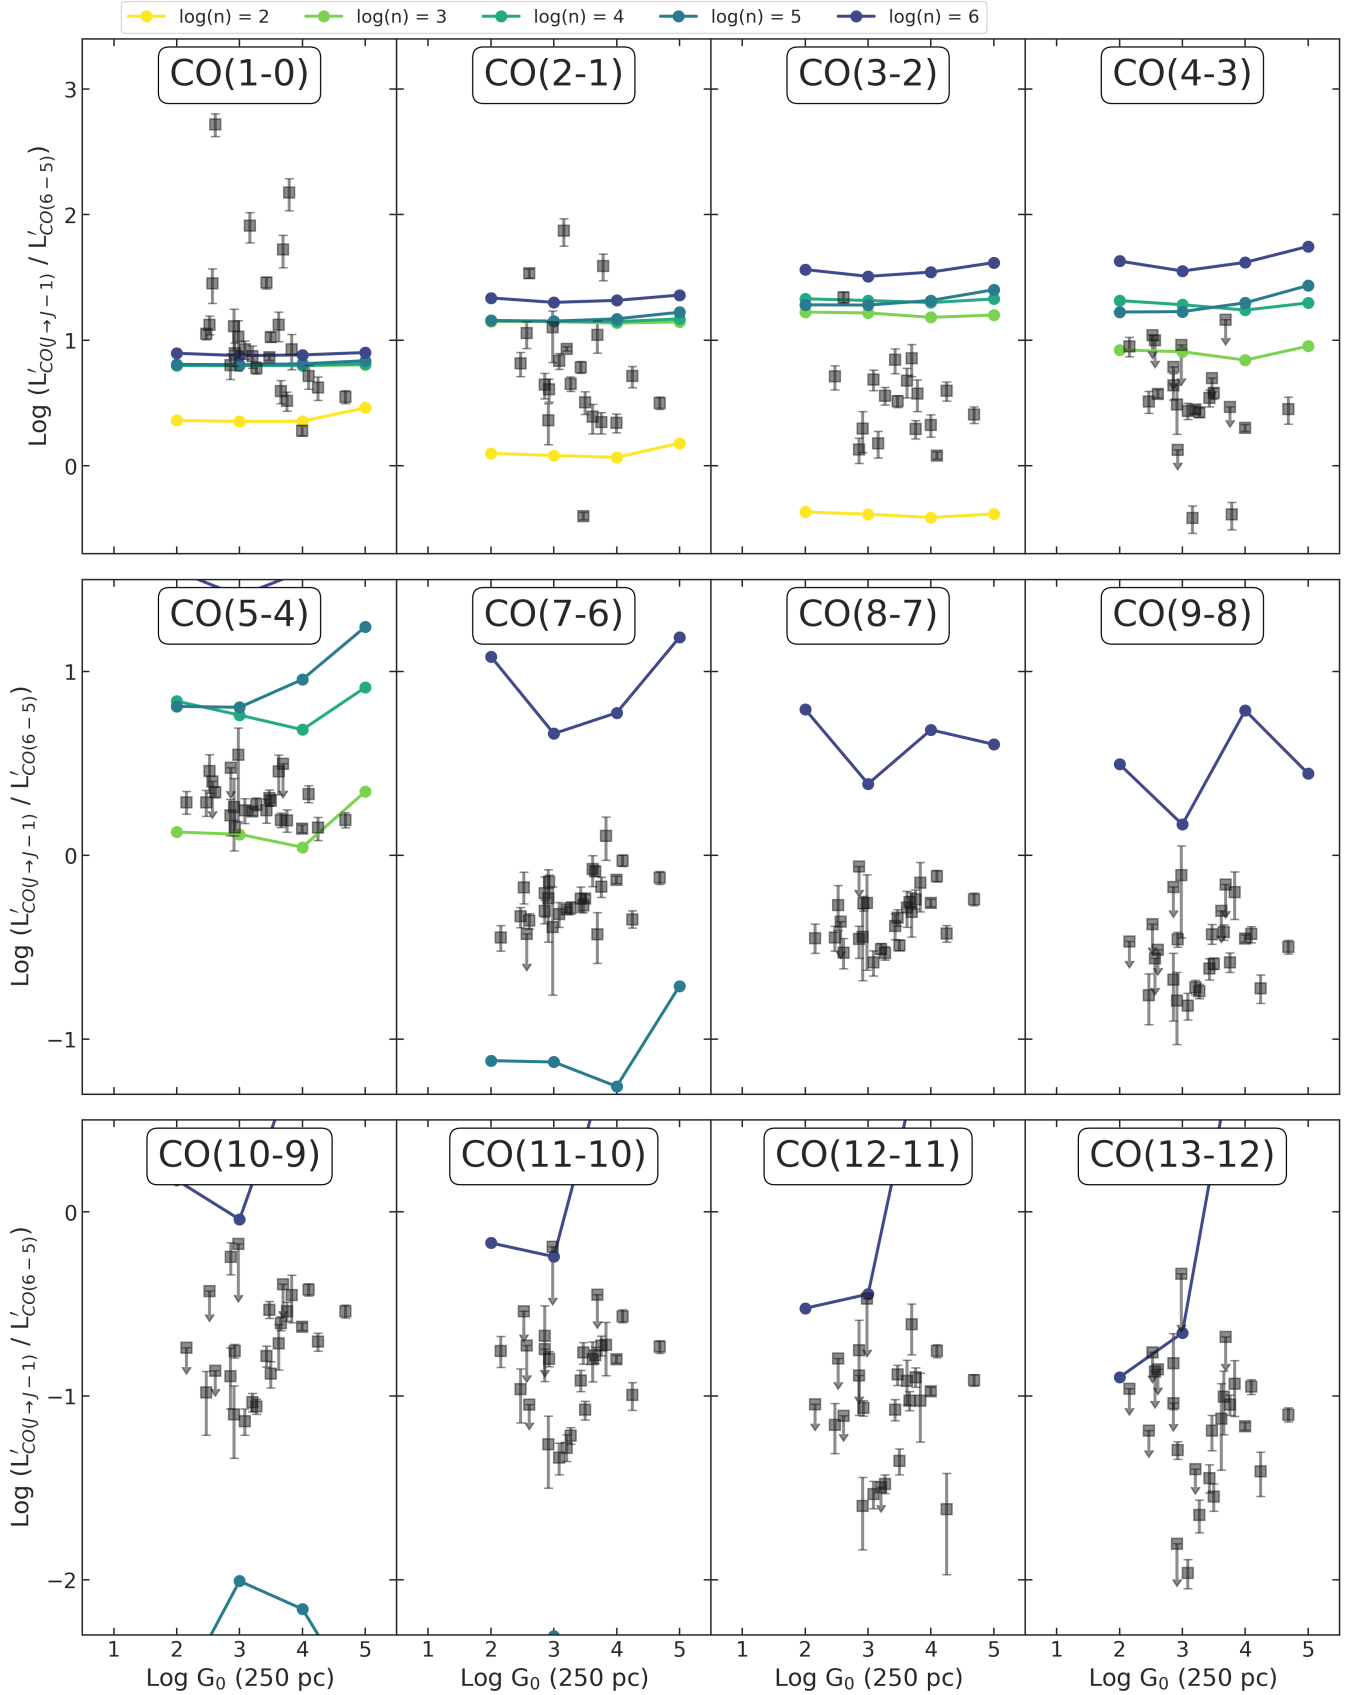 log(n) = 2 log(n) = 3 log(n) = 4 log(n) = 5 log(n) = 6
CO(1-0) CO(2-1) CO(3-2) CO(4-3)
3
2
1
0
Log (L′CO(J→J−1) / L′CO(6−5))
CO(5-4) CO(7-6) CO(8-7) CO(9-8)
1
0
−1
Log (L′CO(J→J−1) / L′CO(6−5))
CO(10-9) CO(11-10) CO(12-11) CO(13-12)
0
−1
−2
Log (L′CO(J→J−1) / L′CO(6−5))
1 2 3 4 5 1 2 3 4 5 1 2 3 4 5 1 2 3 4 5
Log G₀ (250 pc) Log G₀ (250 pc) Log G₀ (250 pc) Log G₀ (250 pc)